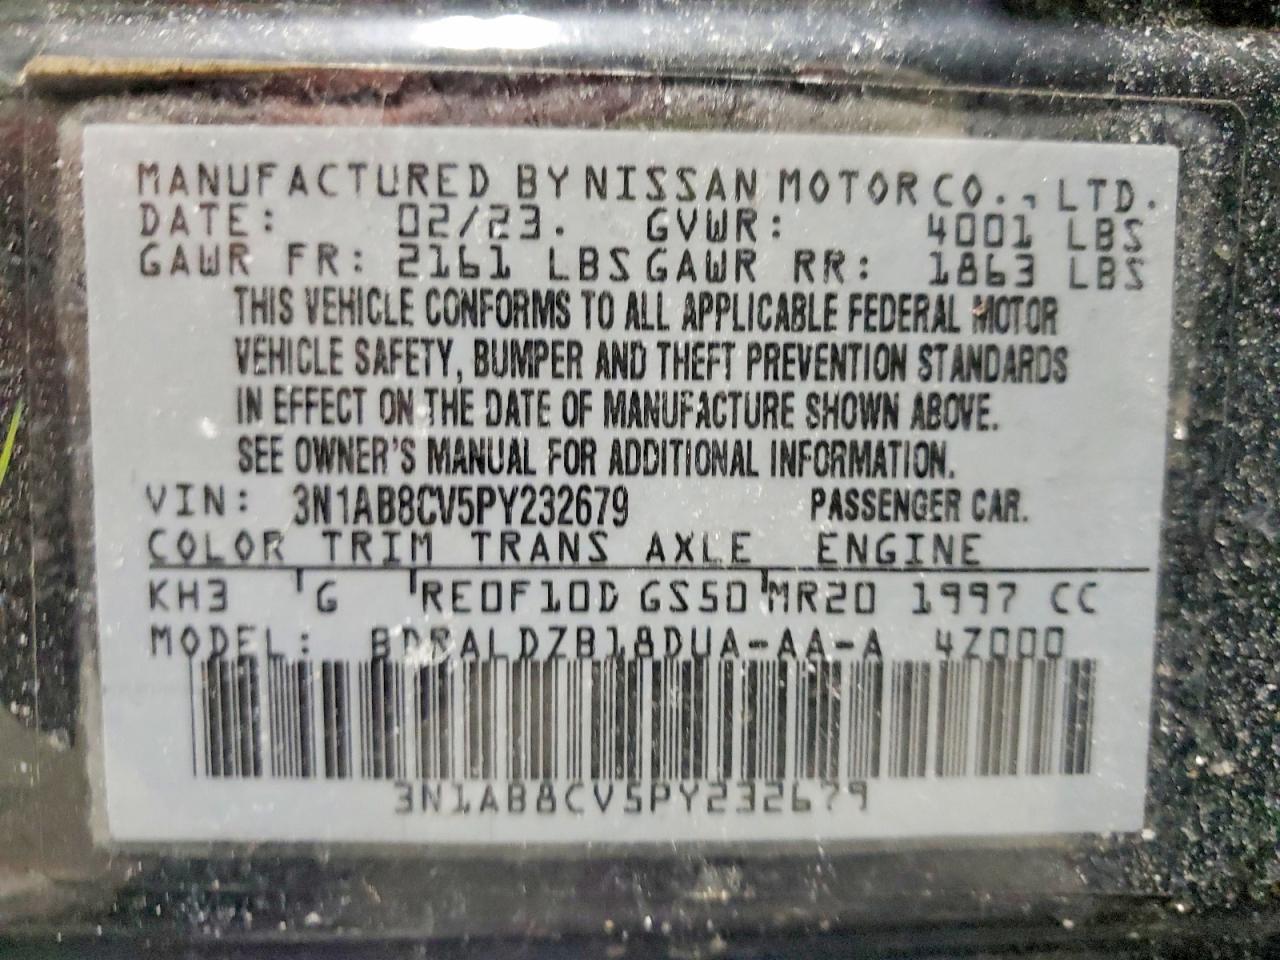 MANUFACTURED BY NISSAN MOTOR CO., LTD.
DATE: 02/23. GVWR: 4001 LBS
GAWR FR: 2161 LBS GAWR RR: 1863 LBS
THIS VEHICLE CONFORMS TO ALL APPLICABLE FEDERAL MOTOR
VEHICLE SAFETY, BUMPER AND THEFT PREVENTION STANDARDS
IN EFFECT ON THE DATE OF MANUFACTURE SHOWN ABOVE.
SEE OWNER'S MANUAL FOR ADDITIONAL INFORMATION.
VIN: 3N1AB8CV5PY232679 PASSENGER CAR.
COLOR TRIM TRANS AXLE ENGINE
KH3 G RE0F10D GS50 MR20 1997 CC
MODEL: BDRALDZB18DUA-AA-A 4Z000
3N1AB8CV5PY232679